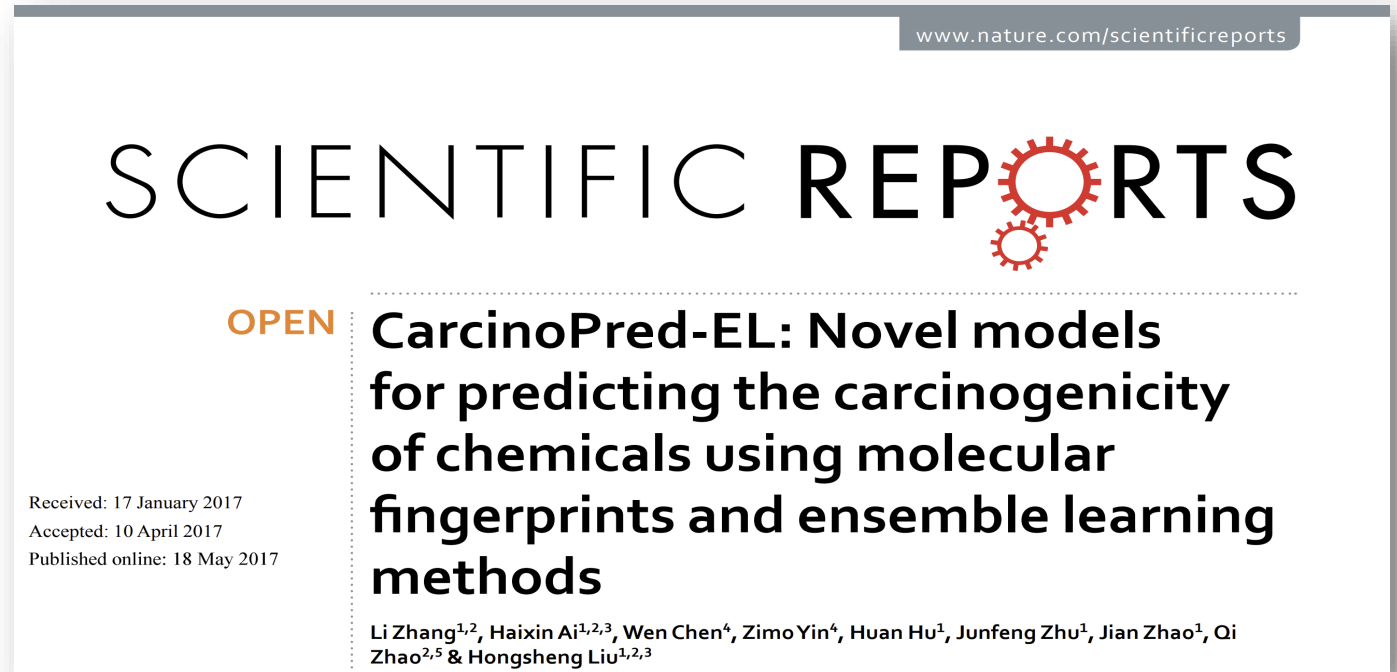 www.nature.com/scientificreports
SCIENTIFIC REPORTS
OPEN
CarcinoPred-EL: Novel models
for predicting the carcinogenicity
of chemicals using molecular
fingerprints and ensemble learning
methods
Received: 17 January 2017
Accepted: 10 April 2017
Published online: 18 May 2017
Li Zhang1,2, Haixin Ai1,2,3, Wen Chen4, Zimo Yin4, Huan Hu1, Junfeng Zhu1, Jian Zhao1, Qi
Zhao2,5 & Hongsheng Liu1,2,3